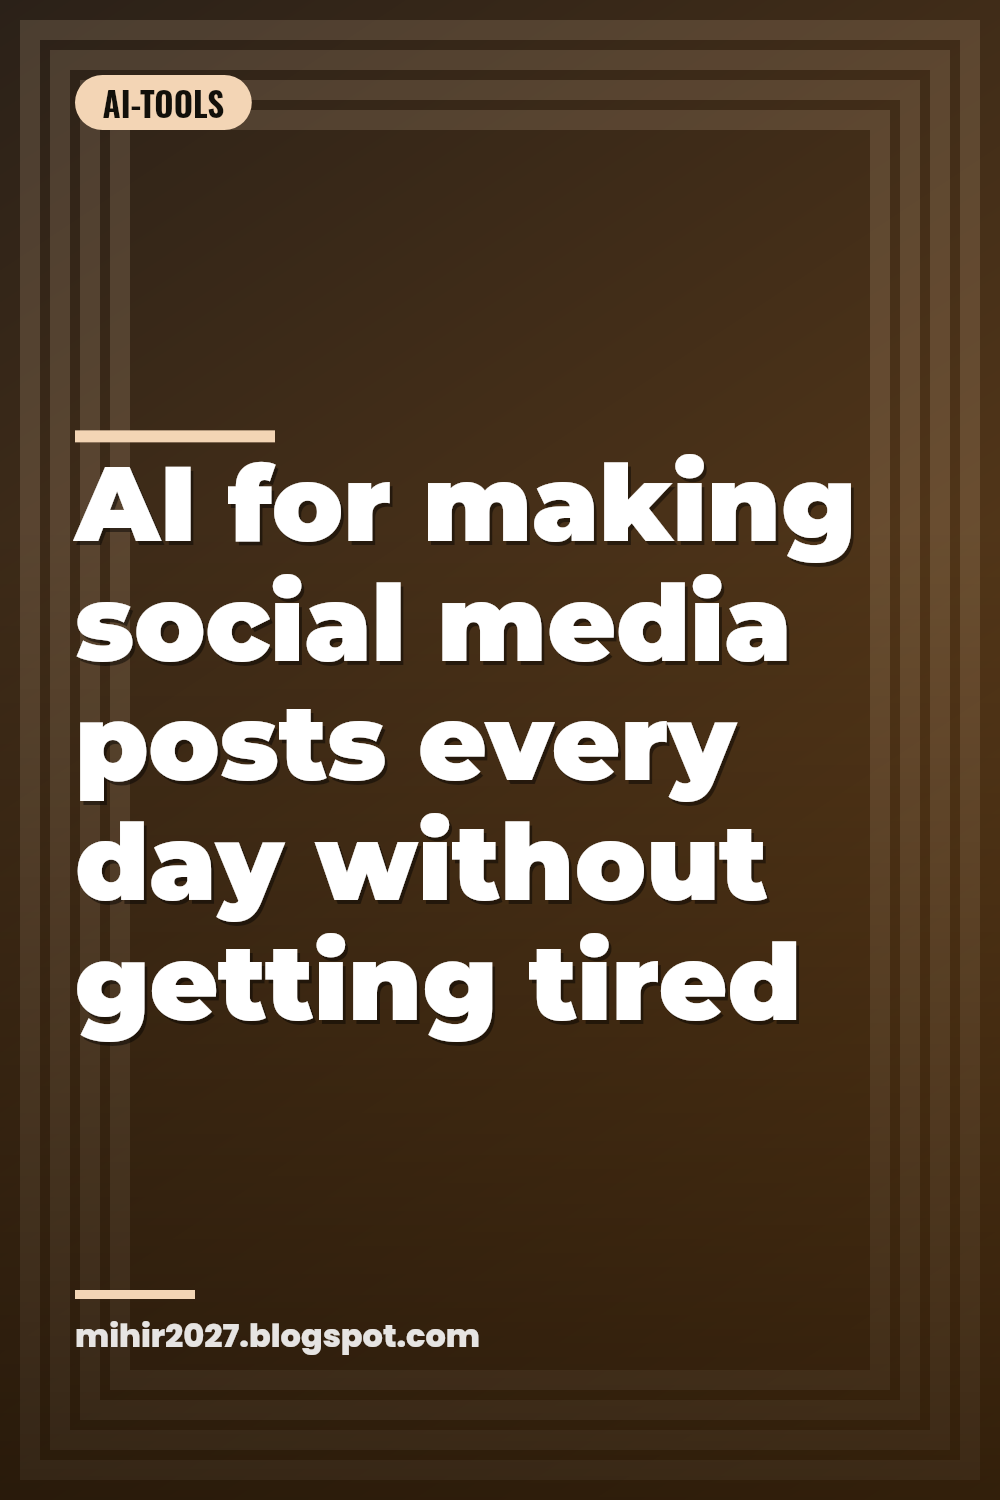 AI-TOOLS
AI for making
social media
posts every
day without
getting tired
mihir2027.blogspot.com